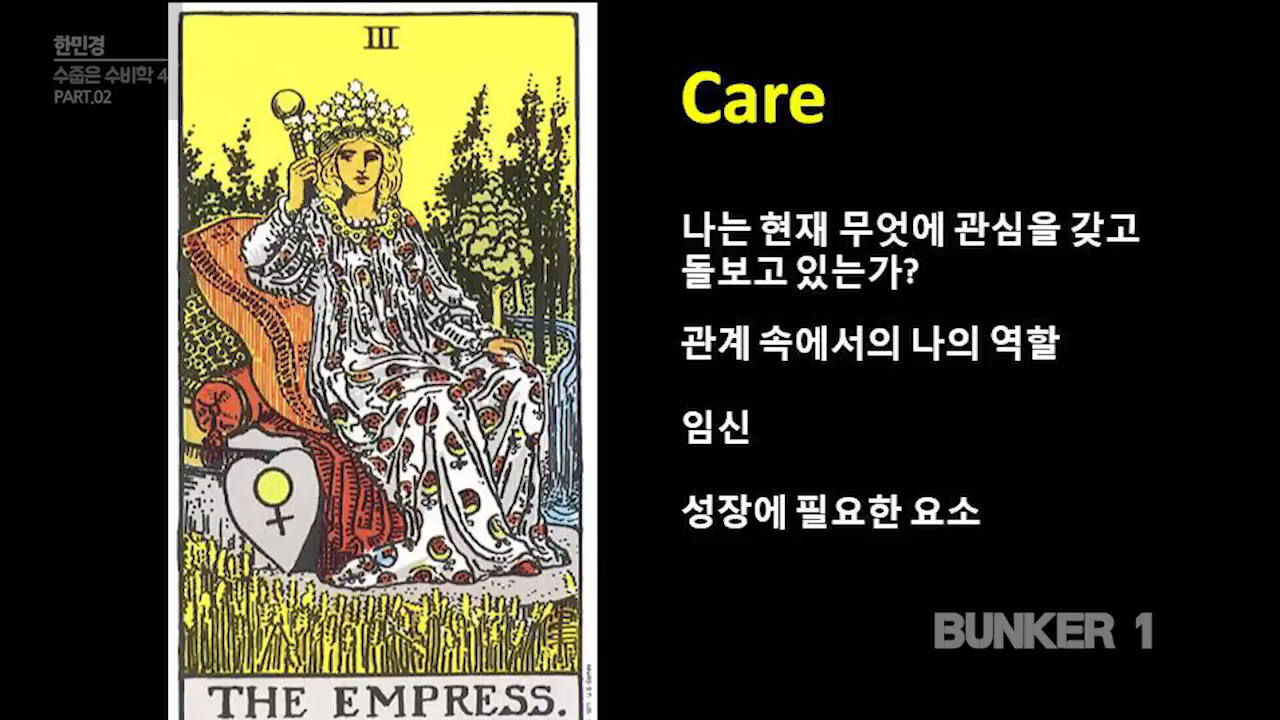 한민경
수줍은 수비학 4
PART.02
III
THE EMPRESS.
Care
나는 현재 무엇에 관심을 갖고
돌보고 있는가?
관계 속에서의 나의 역할
임신
성장에 필요한 요소
BUNKER 1